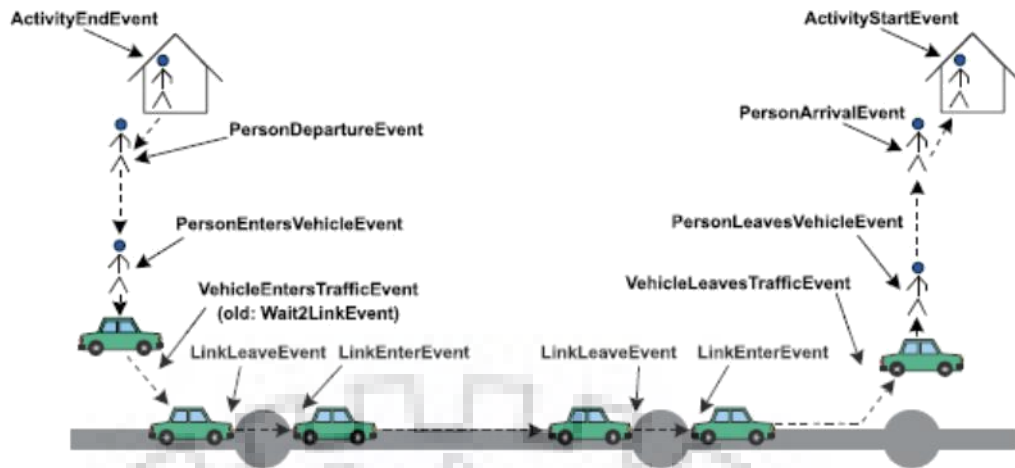 ActivityEndEvent
ActivityStartEvent
PersonDepartureEvent
PersonArrivalEvent
PersonEntersVehicleEvent
PersonLeavesVehicleEvent
VehicleEntersTrafficEvent
(old: Wait2LinkEvent)
VehicleLeavesTrafficEvent
LinkLeaveEvent
LinkEnterEvent
LinkLeaveEvent
LinkEnterEvent